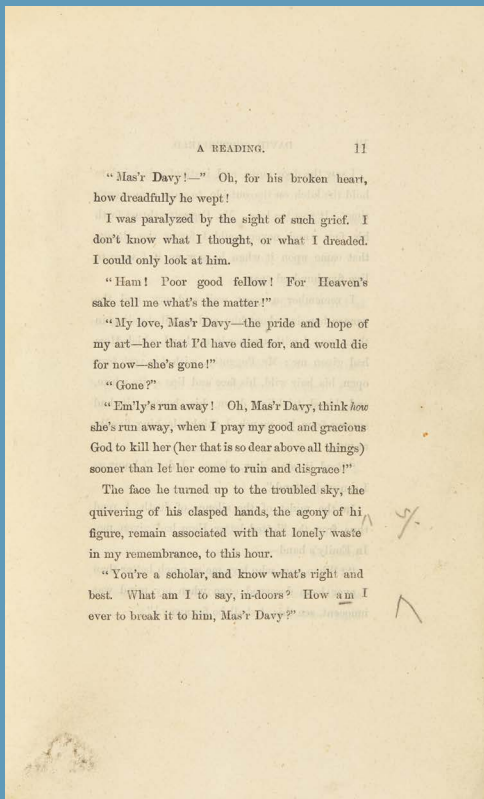 A READING. 11
"Mas'r Davy!—" Oh, for his broken heart,
how dreadfully he wept!
I was paralyzed by the sight of such grief. I
don't know what I thought, or what I dreaded.
I could only look at him.
"Ham! Poor good fellow! For Heaven's
sake tell me what's the matter!"
"My love, Mas'r Davy—the pride and hope of
my art—her that I'd have died for, and would die
for now—she's gone!"
"Gone?"
"Em'ly's run away! Oh, Mas'r Davy, think how
she's run away, when I pray my good and gracious
God to kill her (her that is so dear above all things)
sooner than let her come to ruin and disgrace!"
The face he turned up to the troubled sky, the
quivering of his clasped hands, the agony of hi
figure, remain associated with that lonely waste
in my remembrance, to this hour.
"You're a scholar, and know what's right and
best. What am I to say, in-doors? How am I
ever to break it to him, Mas'r Davy?"